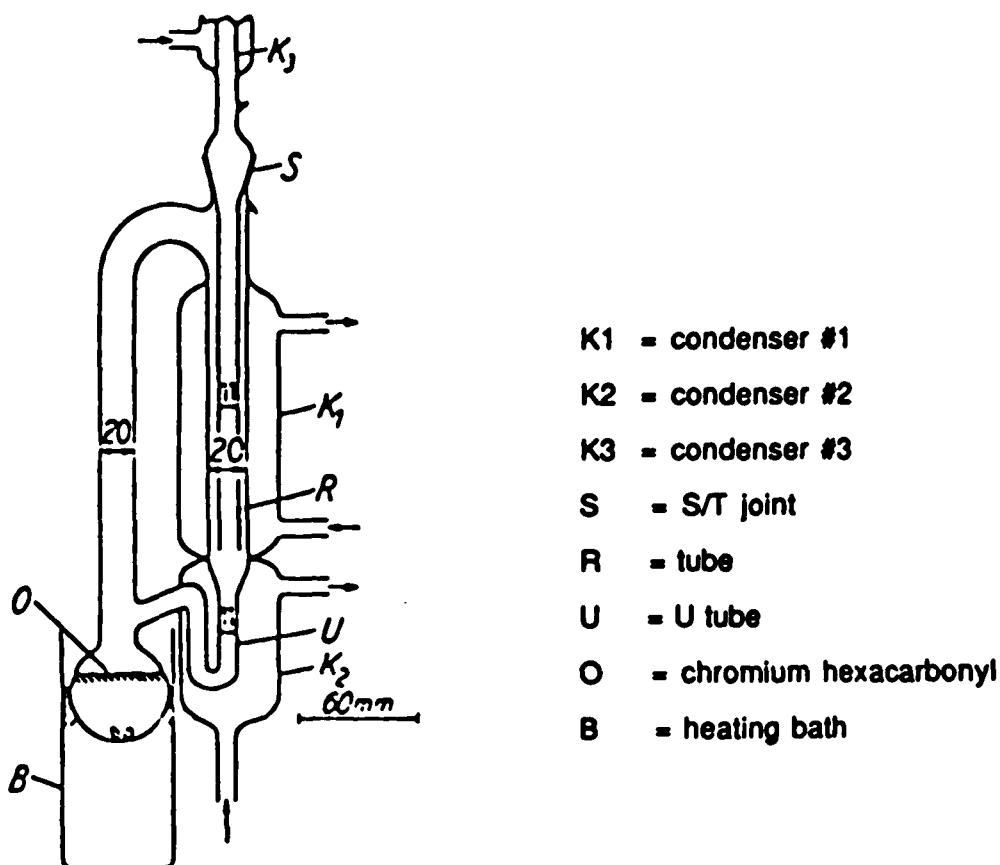 K3
S
20
K1
20
R
O
U
K2
60mm
B
K1 = condenser #1
K2 = condenser #2
K3 = condenser #3
S = S/T joint
R = tube
U = U tube
O = chromium hexacarbonyl
B = heating bath